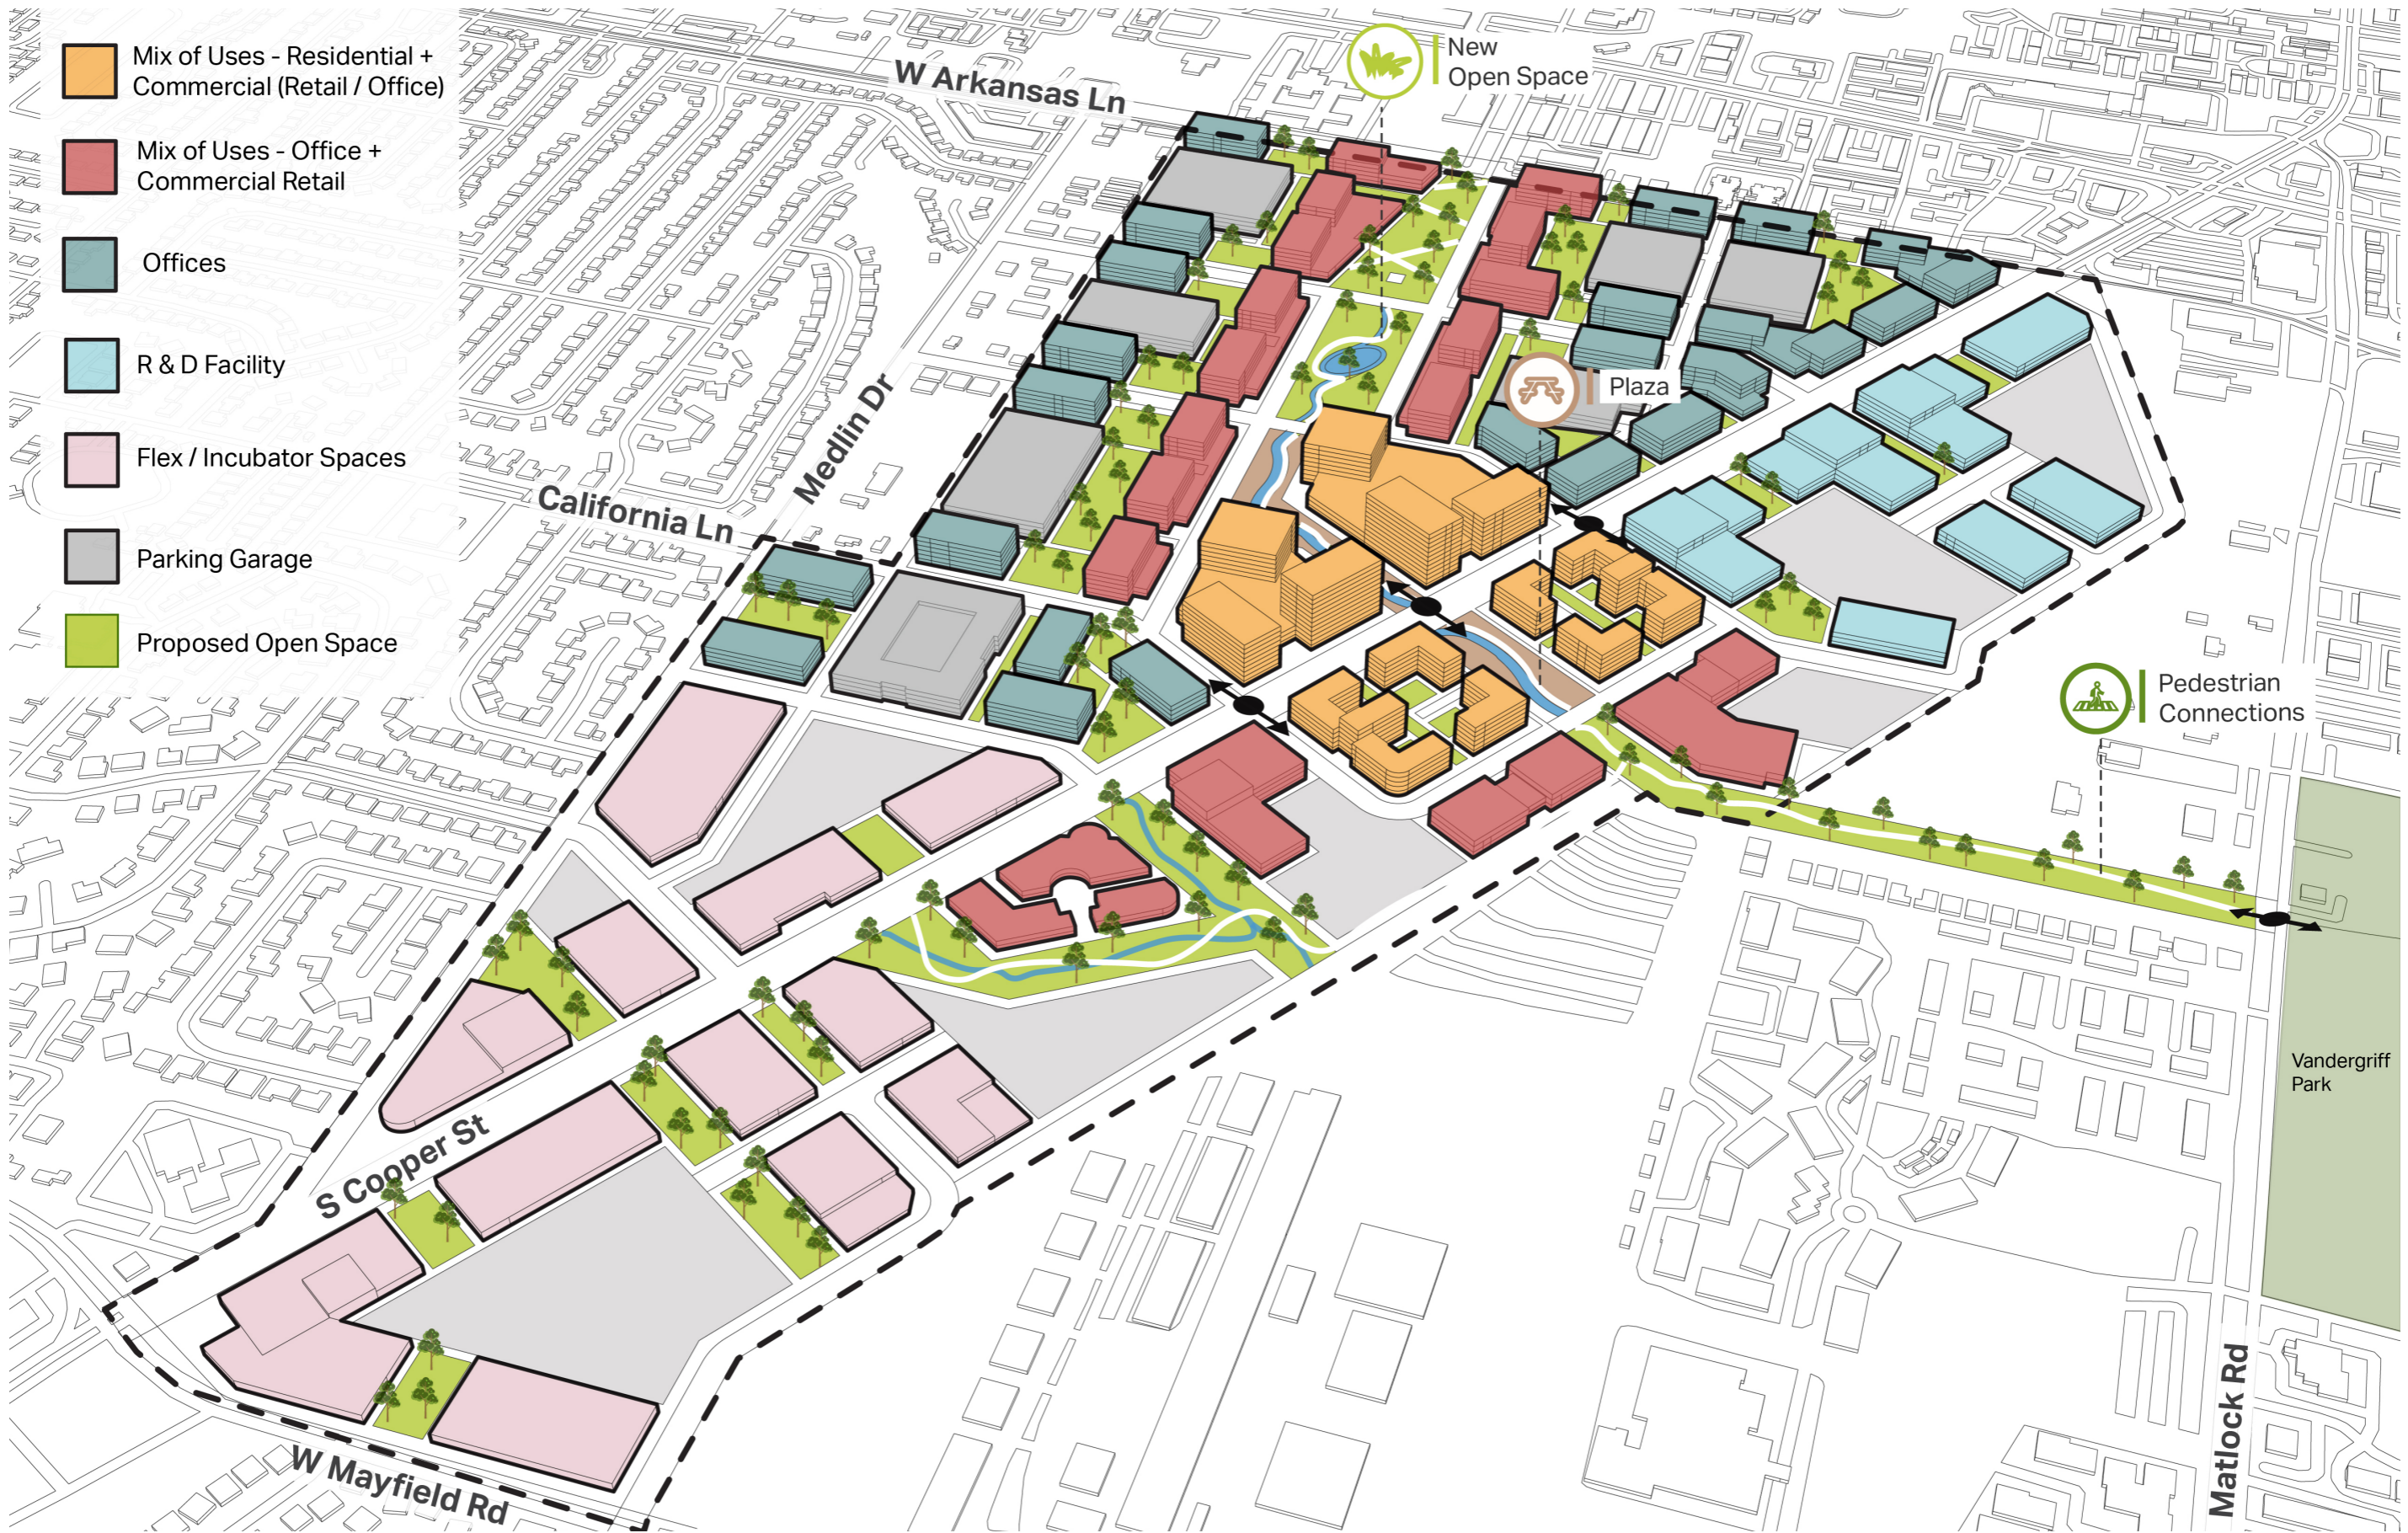 Mix of Uses - Residential +
Commercial (Retail / Office)
Mix of Uses - Office +
Commercial Retail
Offices
R & D Facility
Flex / Incubator Spaces
Parking Garage
Proposed Open Space
New
Open Space
W Arkansas Ln
Plaza
Medlin Dr
California Ln
Pedestrian
Connections
Vandergriff
Park
S Cooper St
W Mayfield Rd
Matlock Rd